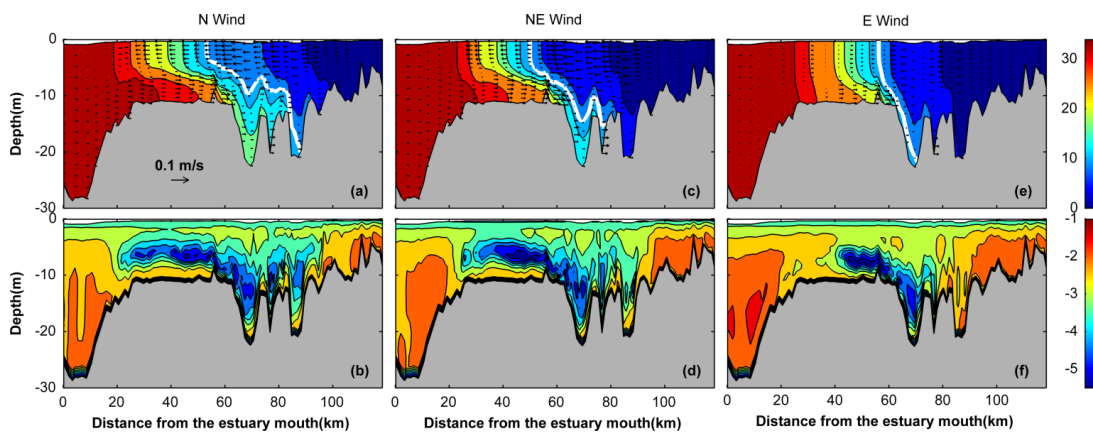 N Wind NE Wind E Wind
0
-10
-20
-30
Depth(m)
0.1 m/s
(a) (c) (e)
30
20
10
0
0
-10
-20
-30
Depth(m)
(b) (d) (f)
-1
-2
-3
-4
-5
0 20 40 60 80 100 0 20 40 60 80 100 0 20 40 60 80 100
Distance from the estuary mouth(km) Distance from the estuary mouth(km) Distance from the estuary mouth(km)